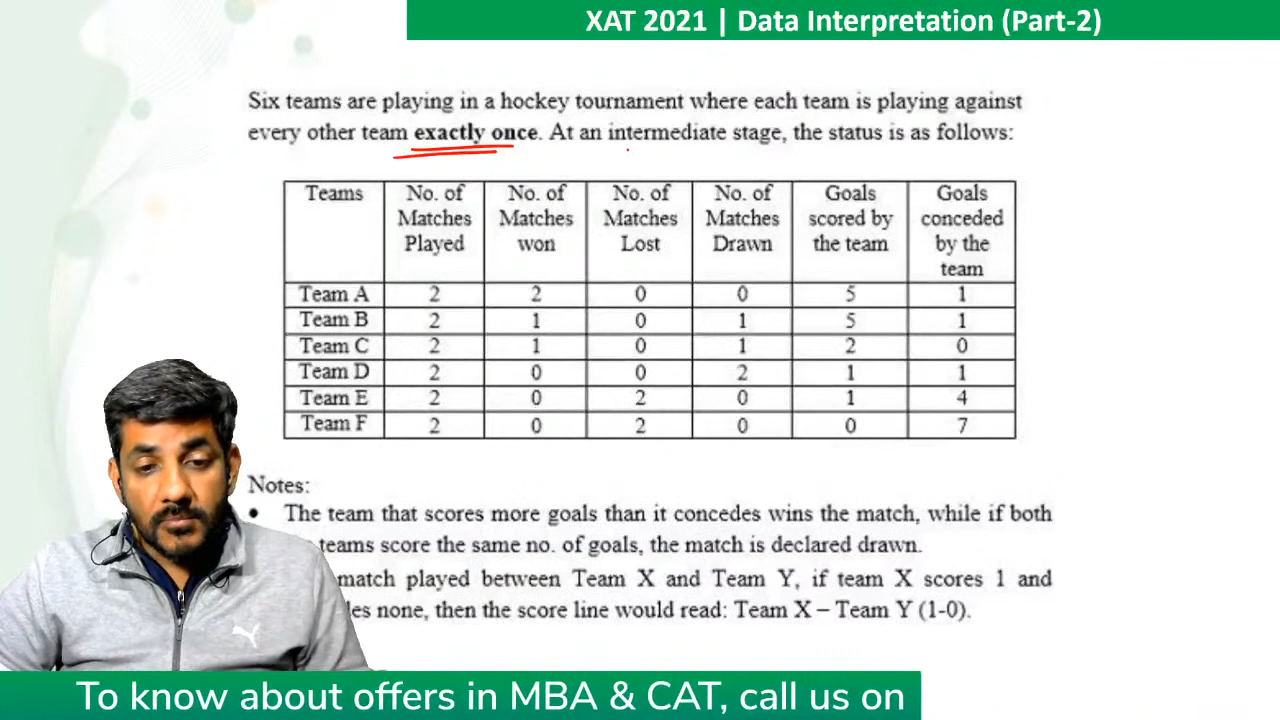 XAT 2021 | Data Interpretation (Part-2)
Six teams are playing in a hockey tournament where each team is playing against
every other team exactly once. At an intermediate stage, the status is as follows:
Teams No. of Matches Played No. of Matches won No. of Matches Lost No. of Matches Drawn Goals scored by the team Goals conceded by the team
Team A 2 2 0 0 5 1
Team B 2 1 0 1 5 1
Team C 2 1 0 1 2 0
Team D 2 0 0 2 1 1
Team E 2 0 2 0 1 4
Team F 2 0 2 0 0 7
Notes:
• The team that scores more goals than it concedes wins the match, while if both
teams score the same no. of goals, the match is declared drawn.
match played between Team X and Team Y, if team X scores 1 and
les none, then the score line would read: Team X – Team Y (1-0).
To know about offers in MBA & CAT, call us on